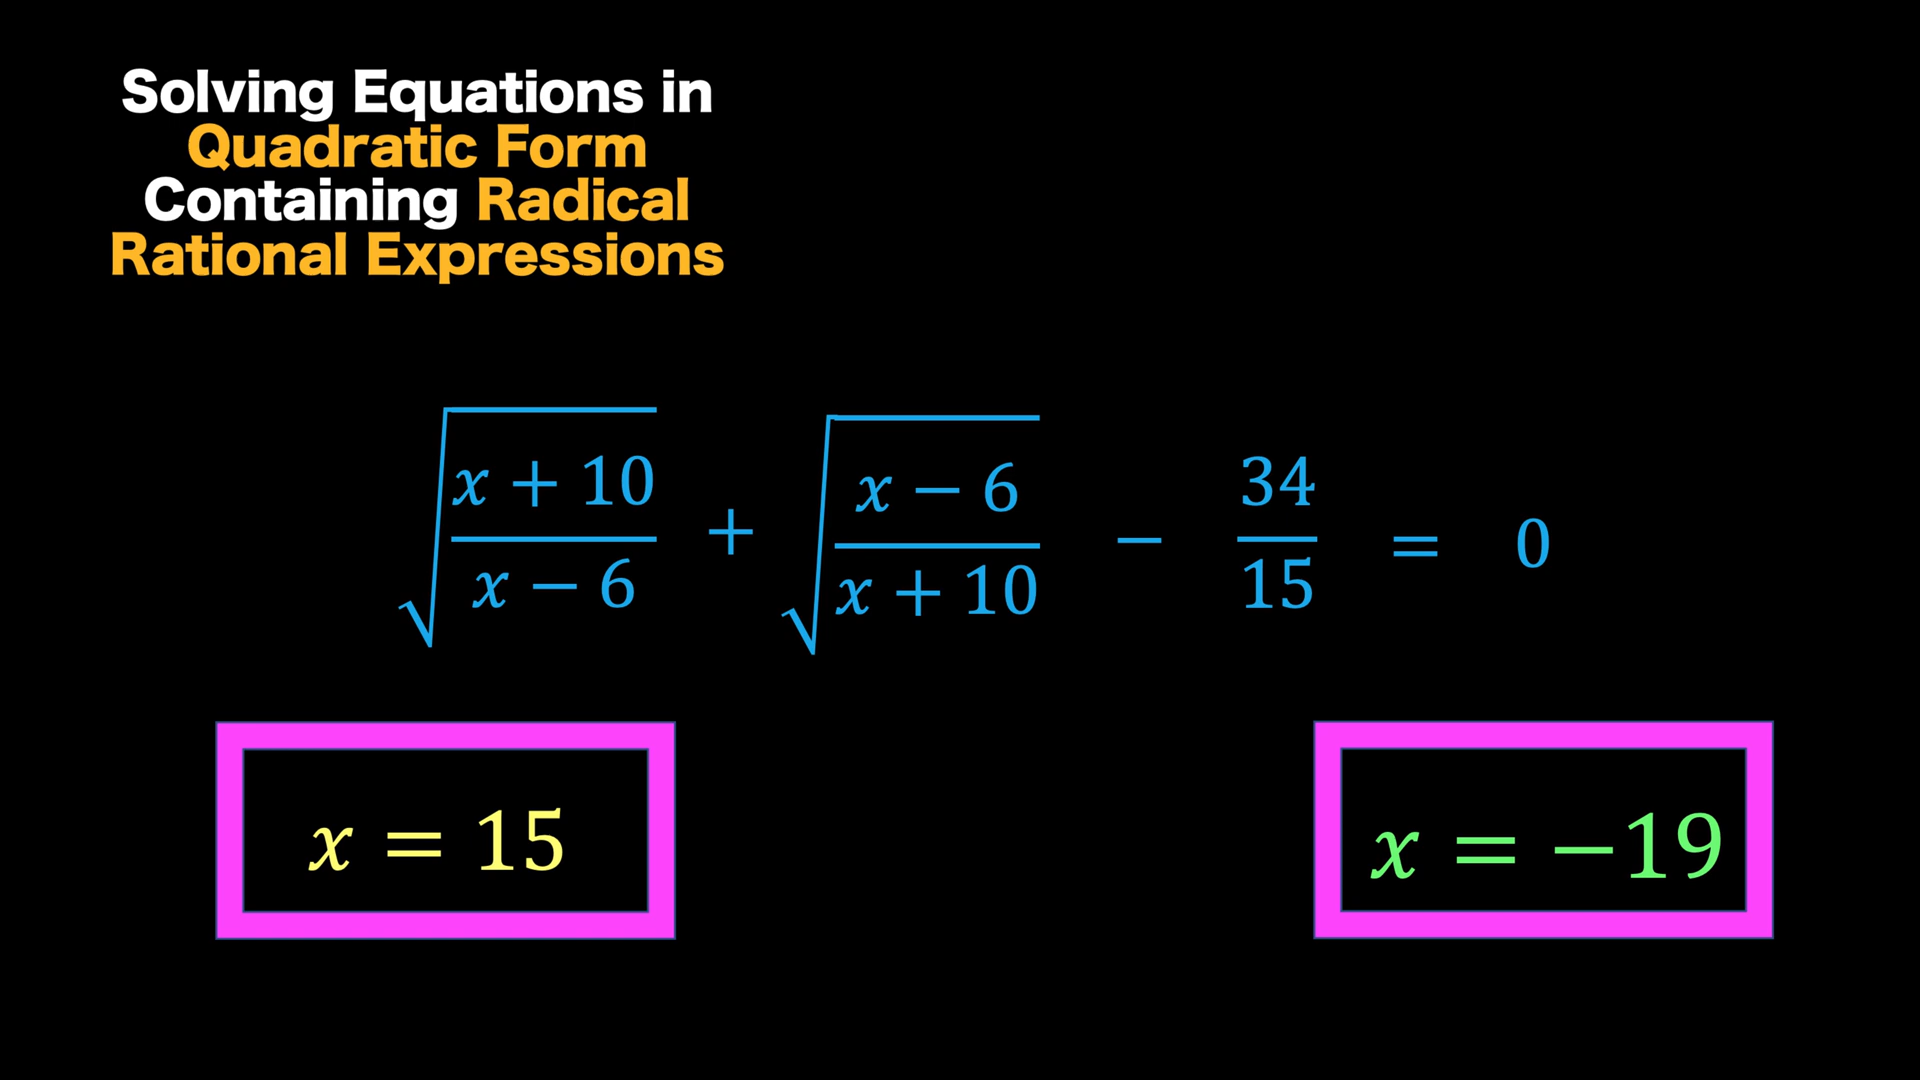 Solving Equations in
Quadratic Form
Containing Radical
Rational Expressions
√((x + 10)/(x − 6)) + √((x − 6)/(x + 10)) − 34/15 = 0
x = 15
x = −19